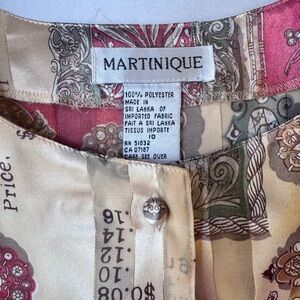 MARTINIQUE
100% POLYESTER
MADE IN
SRI LANKA OF
IMPORTED FABRIC
FAIT A SRI LANKA
TISSUS IMPORTE
10
RN 51832
CA 07187
CARE SEE OVER
Price,
.16
.14
.12
.10
$0.08